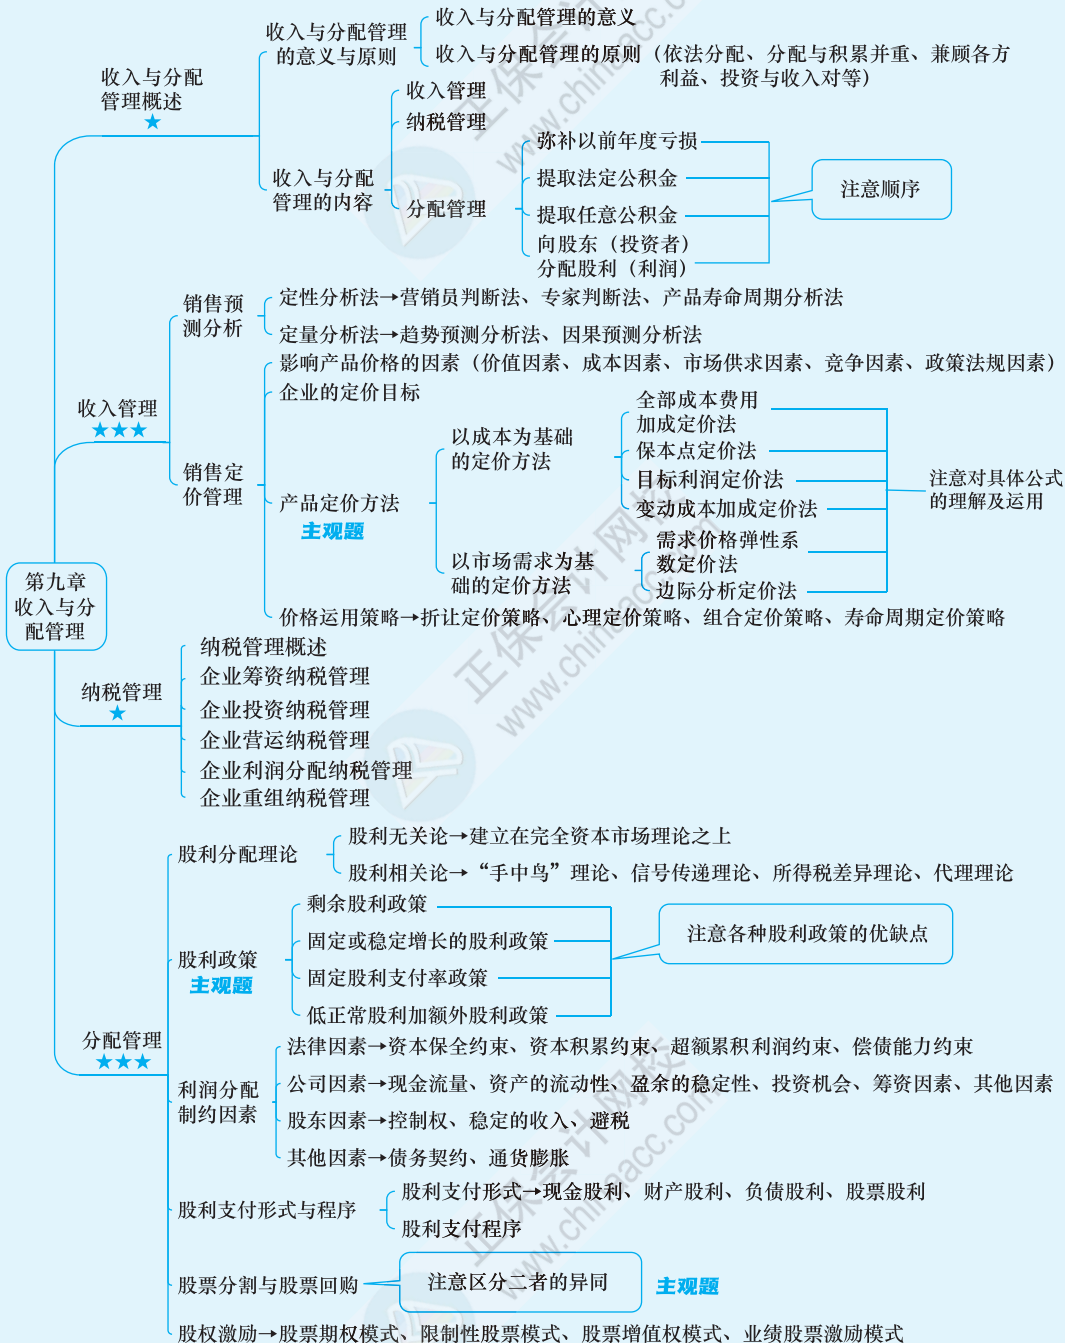 第九章
收入与分
配管理
收入与分配
管理概述
★
收入与分配管理
的意义与原则
收入与分配管理的意义
收入与分配管理的原则（依法分配、分配与积累并重、兼顾各方
利益、投资与收入对等）
收入与分配
管理的内容
收入管理
纳税管理
分配管理
弥补以前年度亏损
提取法定公积金
提取任意公积金
向股东（投资者）
分配股利（利润）
注意顺序
收入管理
★★★
销售预
测分析
定性分析法→营销员判断法、专家判断法、产品寿命周期分析法
定量分析法→趋势预测分析法、因果预测分析法
销售定
价管理
影响产品价格的因素（价值因素、成本因素、市场供求因素、竞争因素、政策法规因素）
企业的定价目标
产品定价方法
主观题
以成本为基础
的定价方法
全部成本费用
加成定价法
保本点定价法
目标利润定价法
变动成本加成定价法
以市场需求为基
础的定价方法
需求价格弹性系
数定价法
边际分析定价法
注意对具体公式
的理解及运用
价格运用策略→折让定价策略、心理定价策略、组合定价策略、寿命周期定价策略
纳税管理
★
纳税管理概述
企业筹资纳税管理
企业投资纳税管理
企业营运纳税管理
企业利润分配纳税管理
企业重组纳税管理
分配管理
★★★
股利分配理论
股利无关论→建立在完全资本市场理论之上
股利相关论→“手中鸟”理论、信号传递理论、所得税差异理论、代理理论
股利政策
主观题
剩余股利政策
固定或稳定增长的股利政策
固定股利支付率政策
低正常股利加额外股利政策
注意各种股利政策的优缺点
利润分配
制约因素
法律因素→资本保全约束、资本积累约束、超额累积利润约束、偿债能力约束
公司因素→现金流量、资产的流动性、盈余的稳定性、投资机会、筹资因素、其他因素
股东因素→控制权、稳定的收入、避税
其他因素→债务契约、通货膨胀
股利支付形式与程序
股利支付形式→现金股利、财产股利、负债股利、股票股利
股利支付程序
股票分割与股票回购
注意区分二者的异同
主观题
股权激励→股票期权模式、限制性股票模式、股票增值权模式、业绩股票激励模式
正保会计网校
www.chinaacc.com
正保会计网校
www.chinaacc.com
正保会计网校
www.chinaacc.com